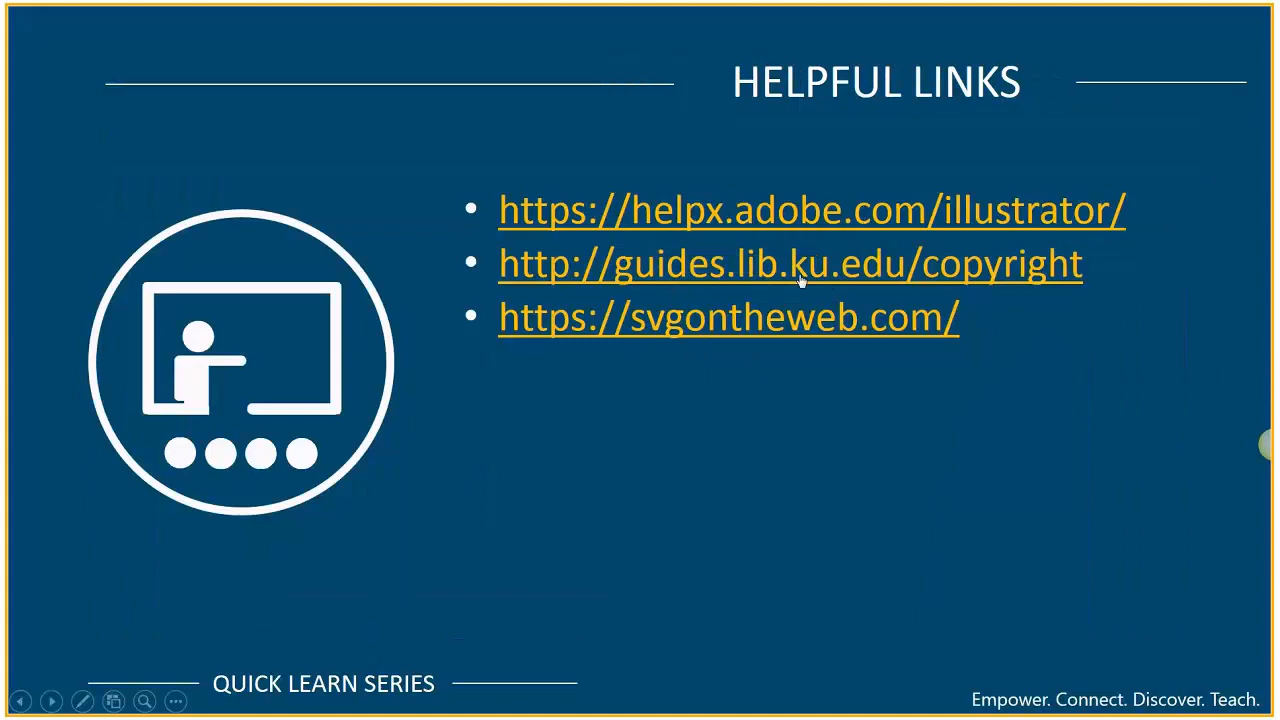 HELPFUL LINKS
• https://helpx.adobe.com/illustrator/
• http://guides.lib.ku.edu/copyright
• https://svgontheweb.com/
QUICK LEARN SERIES
Empower. Connect. Discover. Teach.